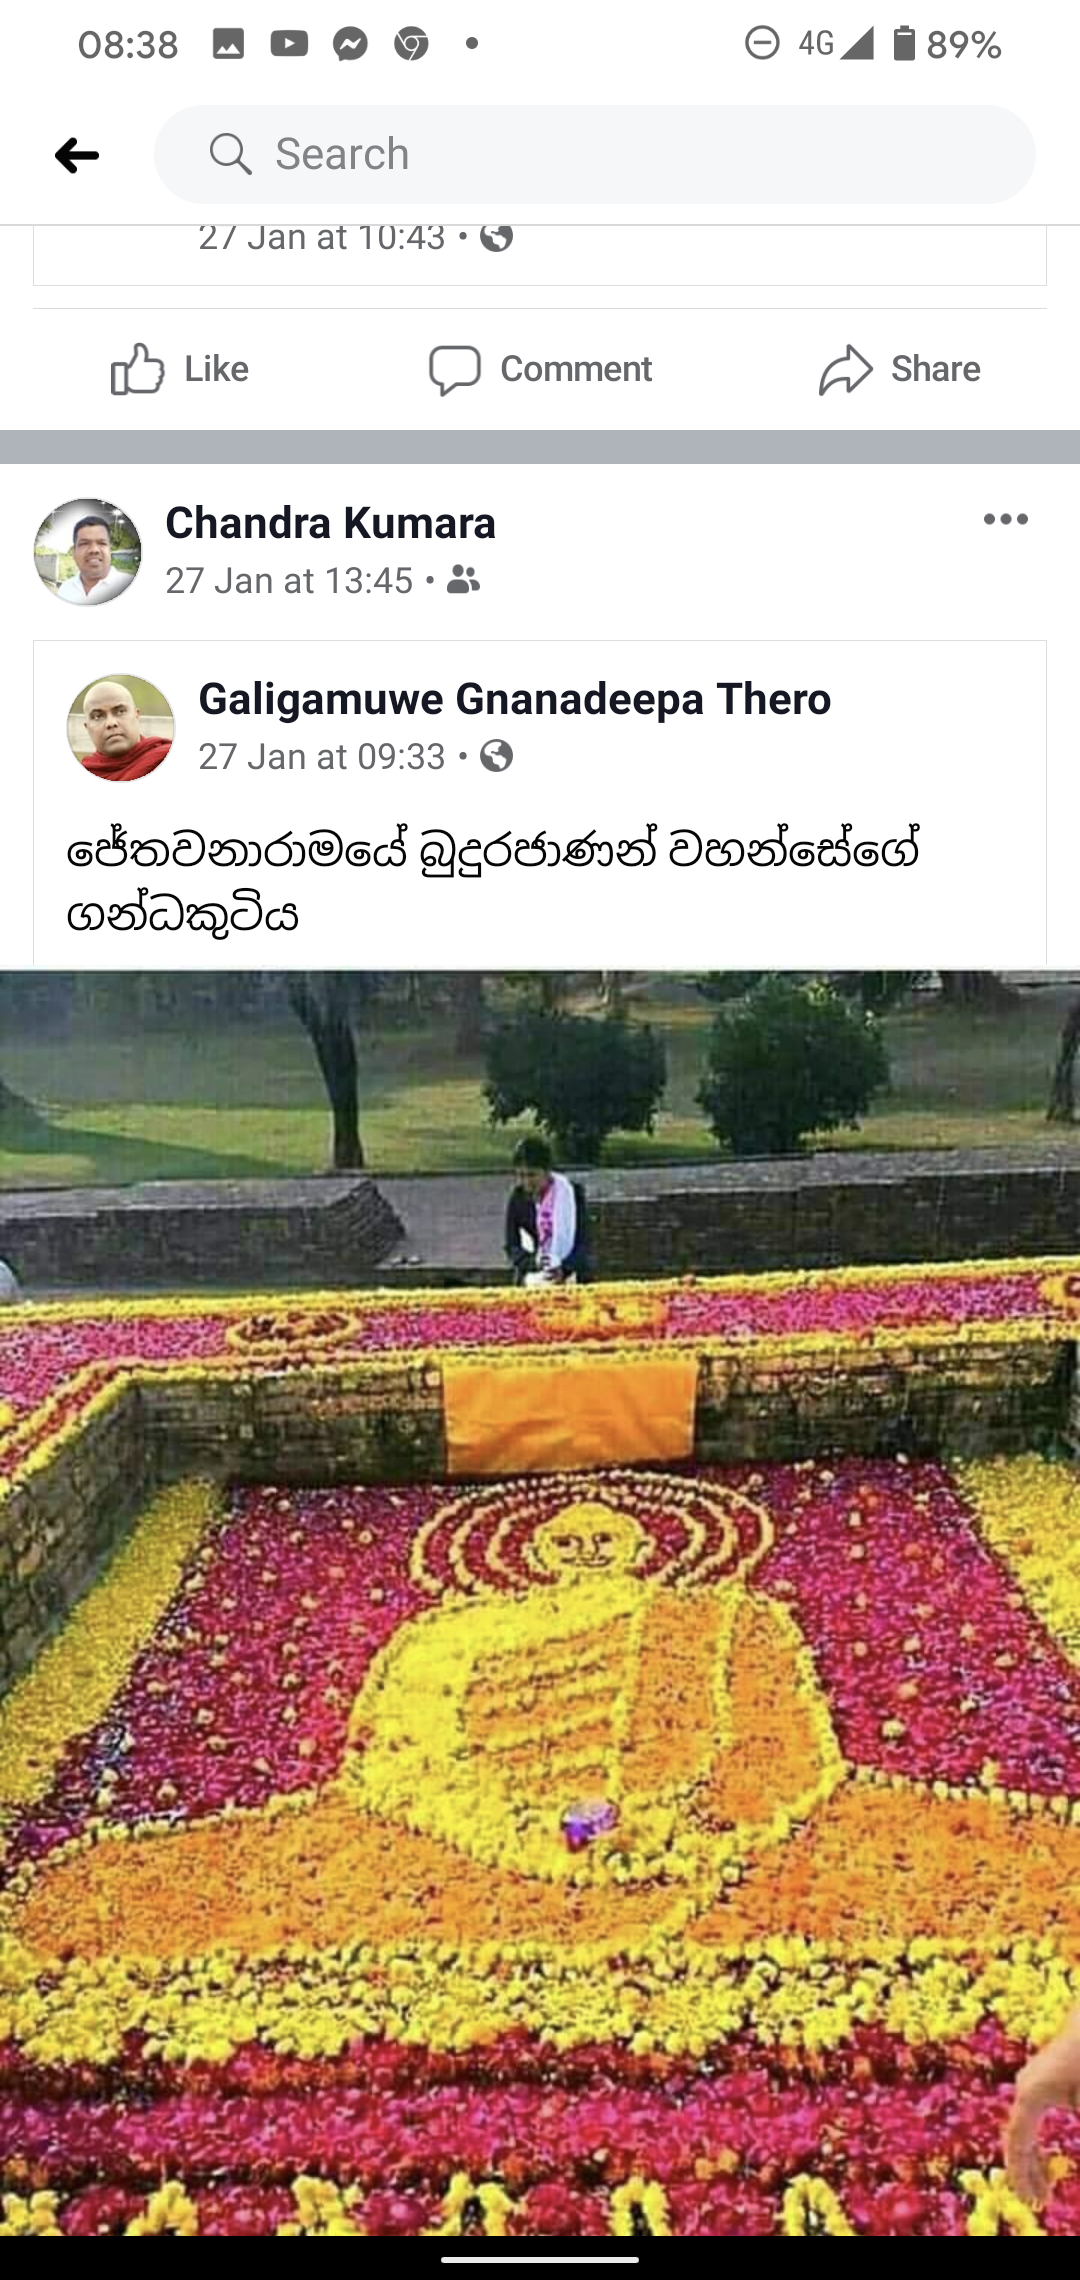 08:38
4G
89%
Search
27 Jan at 10:43 •
Like
Comment
Share
Chandra Kumara
27 Jan at 13:45 •
Galigamuwe Gnanadeepa Thero
27 Jan at 09:33 •
ජේතවනාරාමයේ බුදුරජාණන් වහන්සේගේ
ගන්ධකුටිය